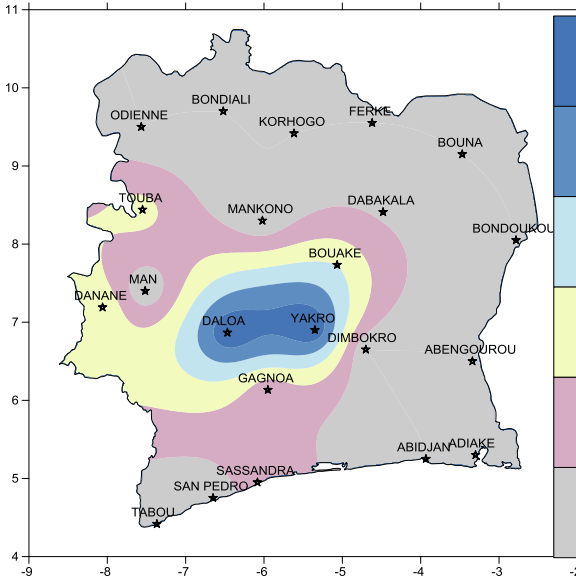 11
BONDIALI
10
FERKE
ODIENNE
KORHOGO
BOUNA
9
TOUBA
DABAKALA
MANKONO
BONDOUKOU
8
BOUAKE
MAN
DANANE
DALOA
YAKRO
7
DIMBOKRO
ABENGOUROU
GAGNOA
6
ABIDJAN
ADIAKE
SASSANDRA
5
SAN PEDRO
TABOU
4
-9
-8
-7
-6
-5
-4
-3